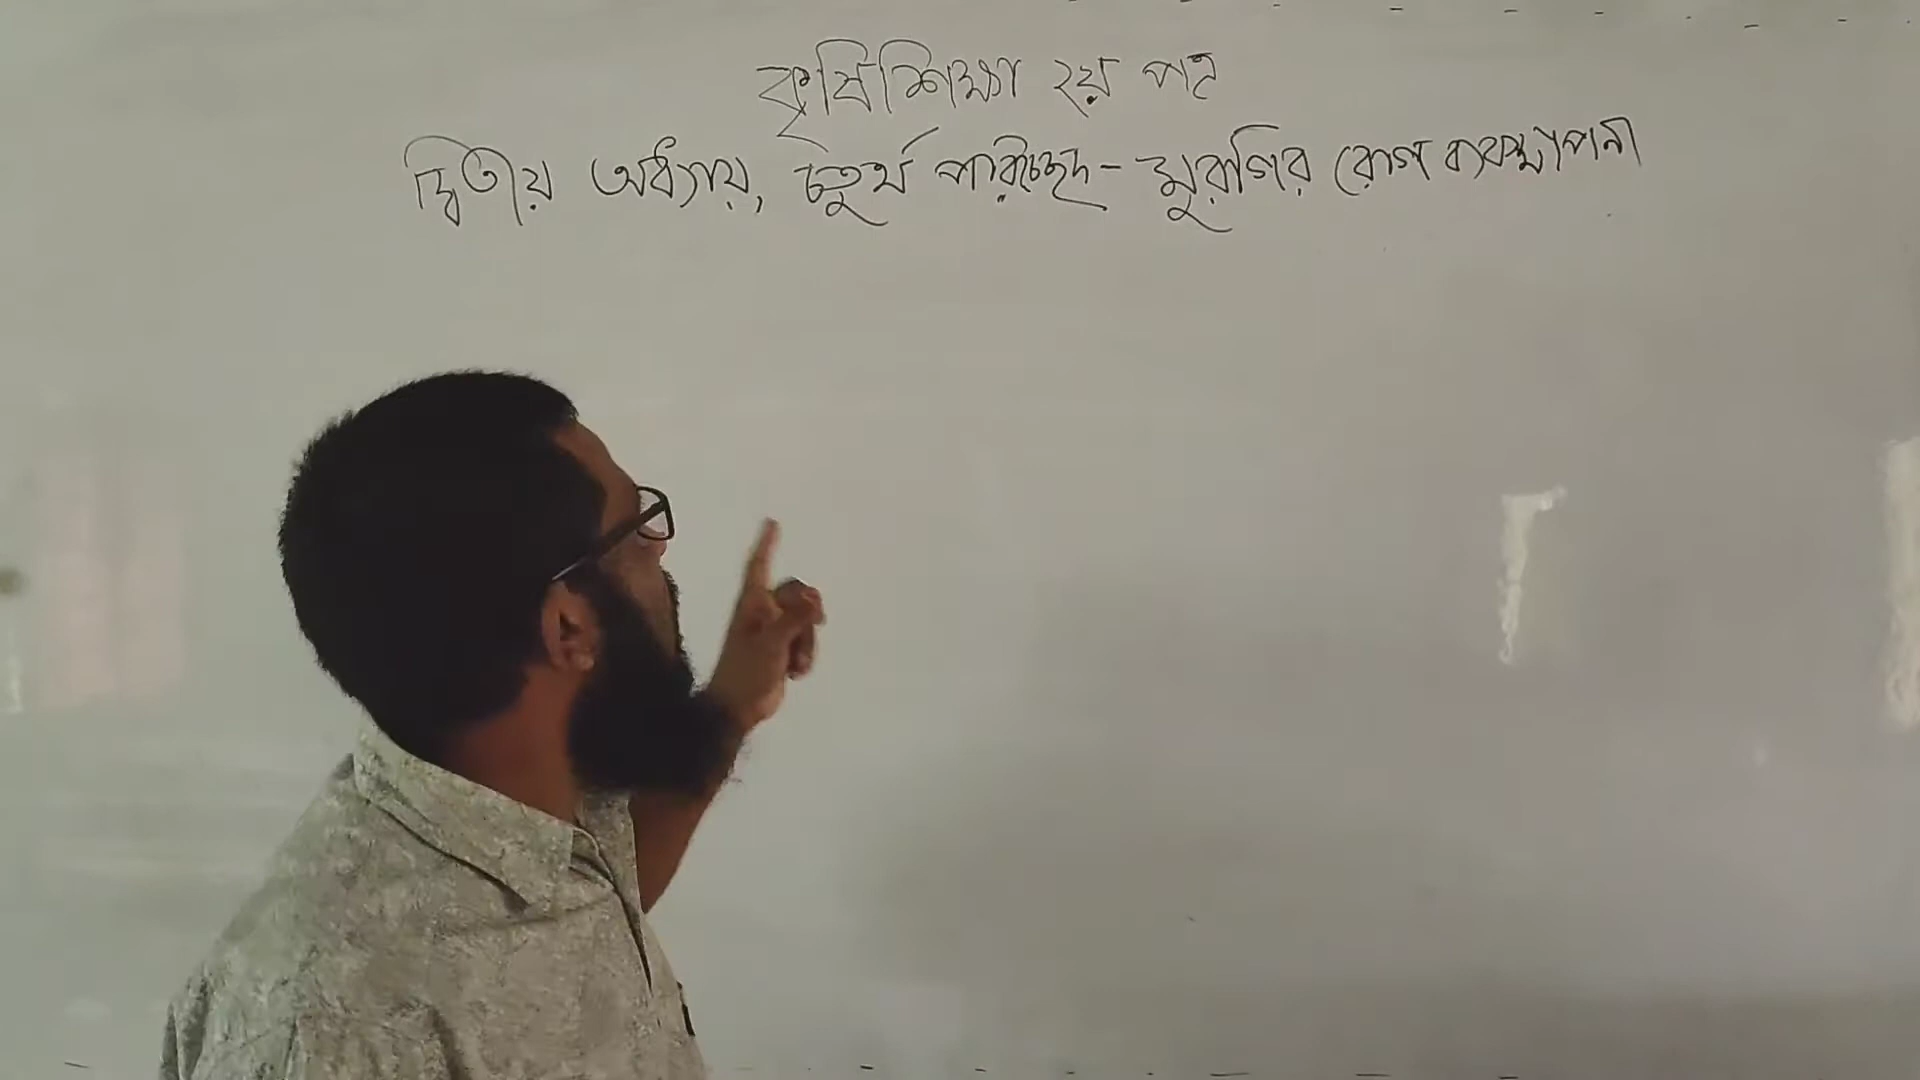 কৃষিশিক্ষা ২য় পত্র
দ্বিতীয় অধ্যায়, চতুর্থ পরিচ্ছেদ- মুরগির রোগ ব্যবস্থাপনা